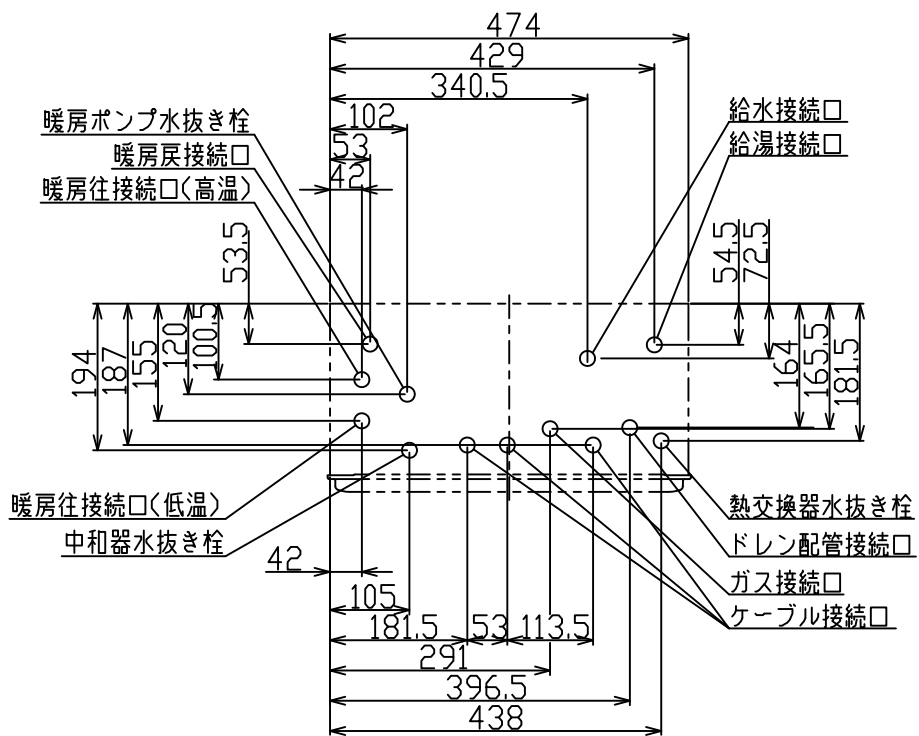 474
429
340.5
102
53
42
暖房ポンプ水抜き栓
暖房戻接続口
暖房往接続口(高温)
給水接続口
給湯接続口
53.5
54.5
72.5
194
187
155
120
100.5
164
165.5
181.5
暖房往接続口(低温)
中和器水抜き栓
熱交換器水抜き栓
ドレン配管接続口
ガス接続口
ケーブル接続口
42
105
181.5
53
113.5
291
396.5
438